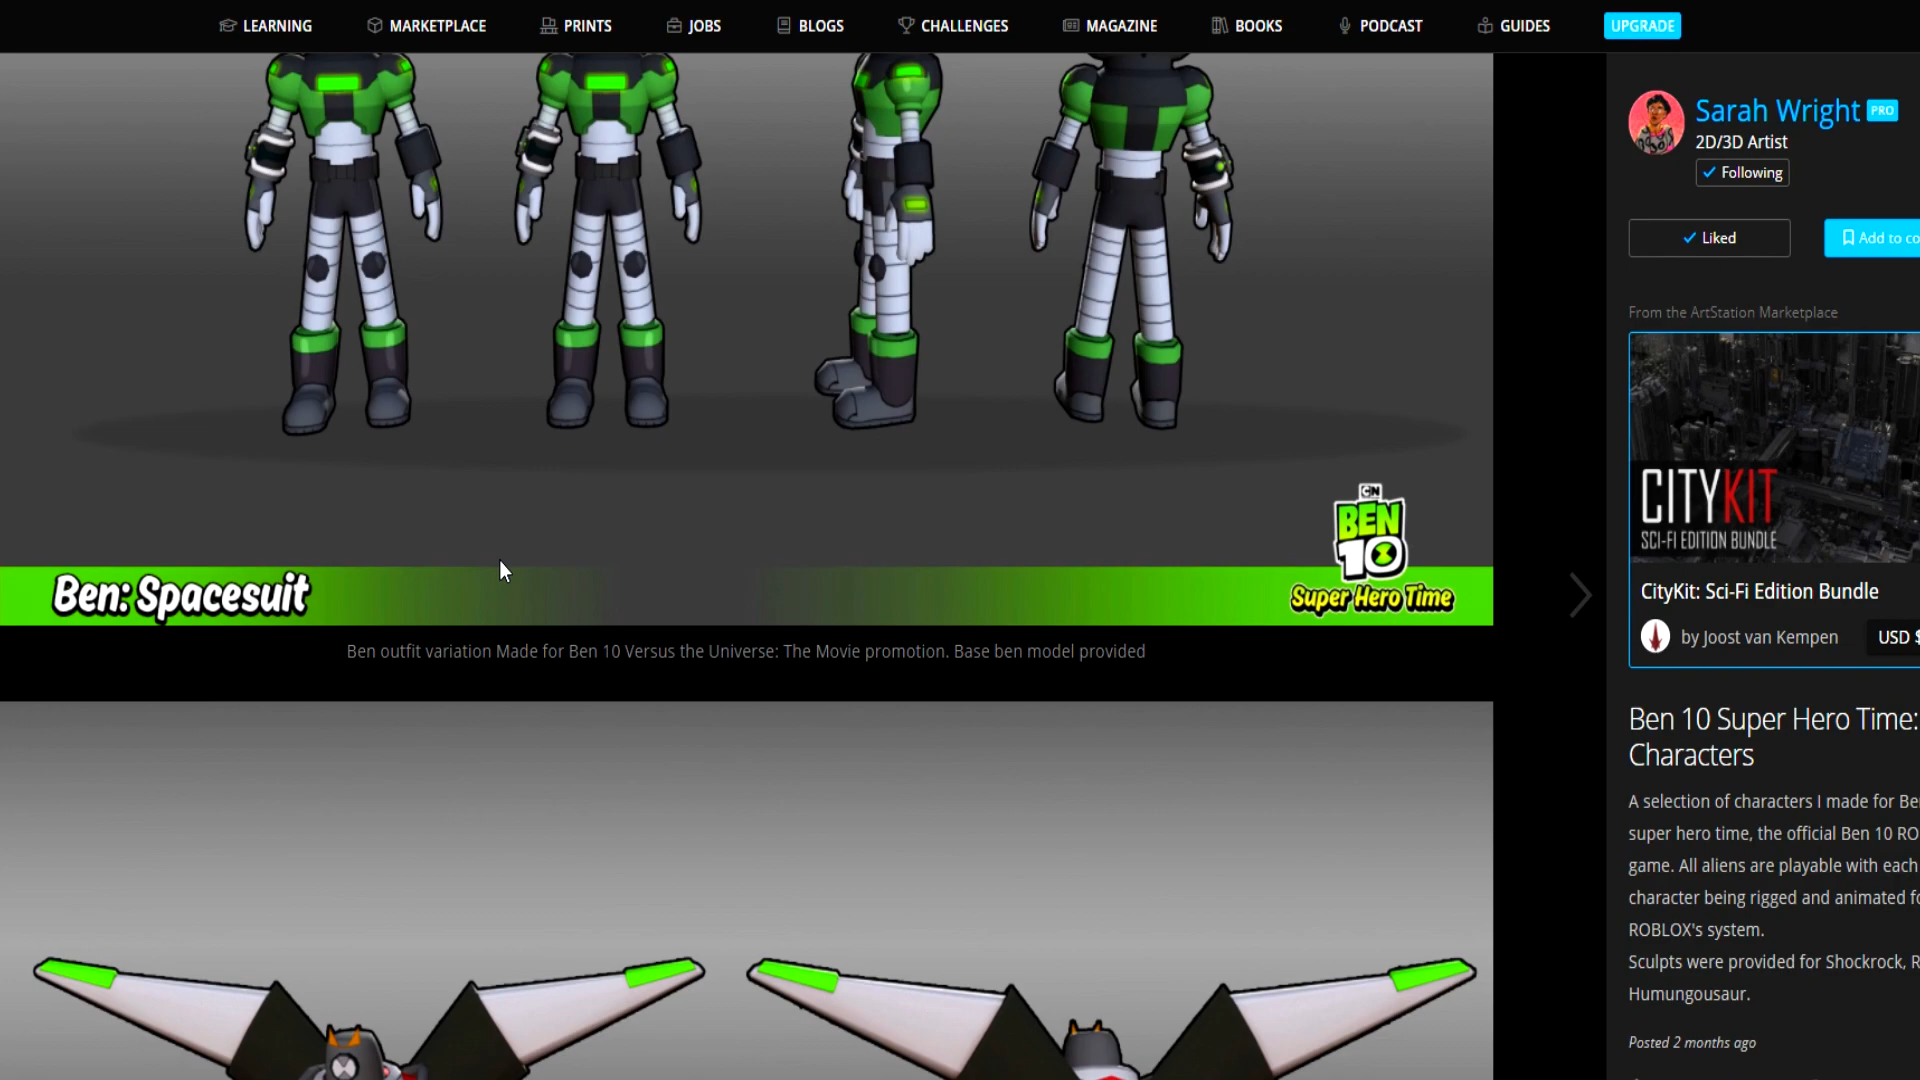 LEARNING MARKETPLACE PRINTS JOBS BLOGS CHALLENGES MAGAZINE BOOKS PODCAST GUIDES UPGRADE
CN
BEN
10
Ben: Spacesuit
Super Hero Time
Ben outfit variation Made for Ben 10 Versus the Universe: The Movie promotion. Base ben model provided
Sarah Wright PRO
2D/3D Artist
Following
Liked
Add to co
From the ArtStation Marketplace
CITYKIT
SCI-FI EDITION BUNDLE
CityKit: Sci-Fi Edition Bundle
by Joost van Kempen
USD $
Ben 10 Super Hero Time:
Characters
A selection of characters I made for Be
super hero time, the official Ben 10 RO
game. All aliens are playable with each
character being rigged and animated fo
ROBLOX's system.
Sculpts were provided for Shockrock, R
Humungousaur.
Posted 2 months ago